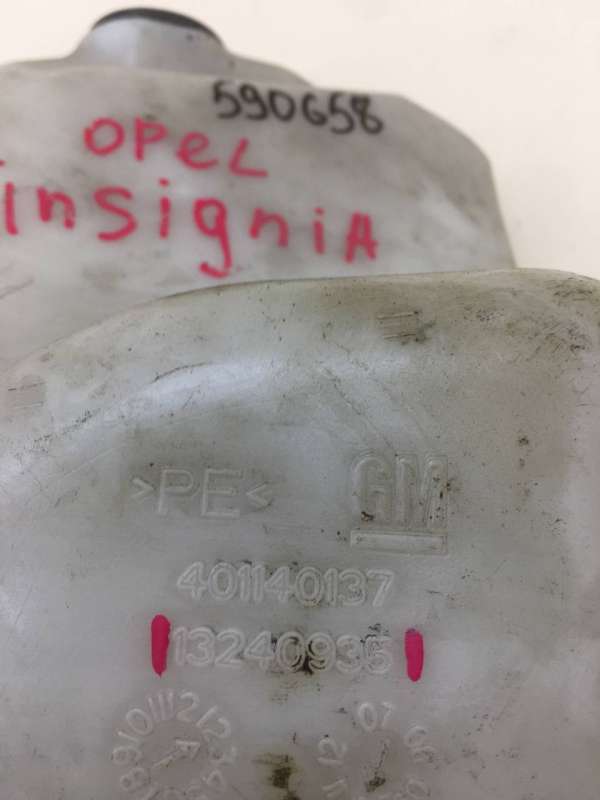 590658
OPEL
InSigniA
>PE<
GM
401140137
13240935